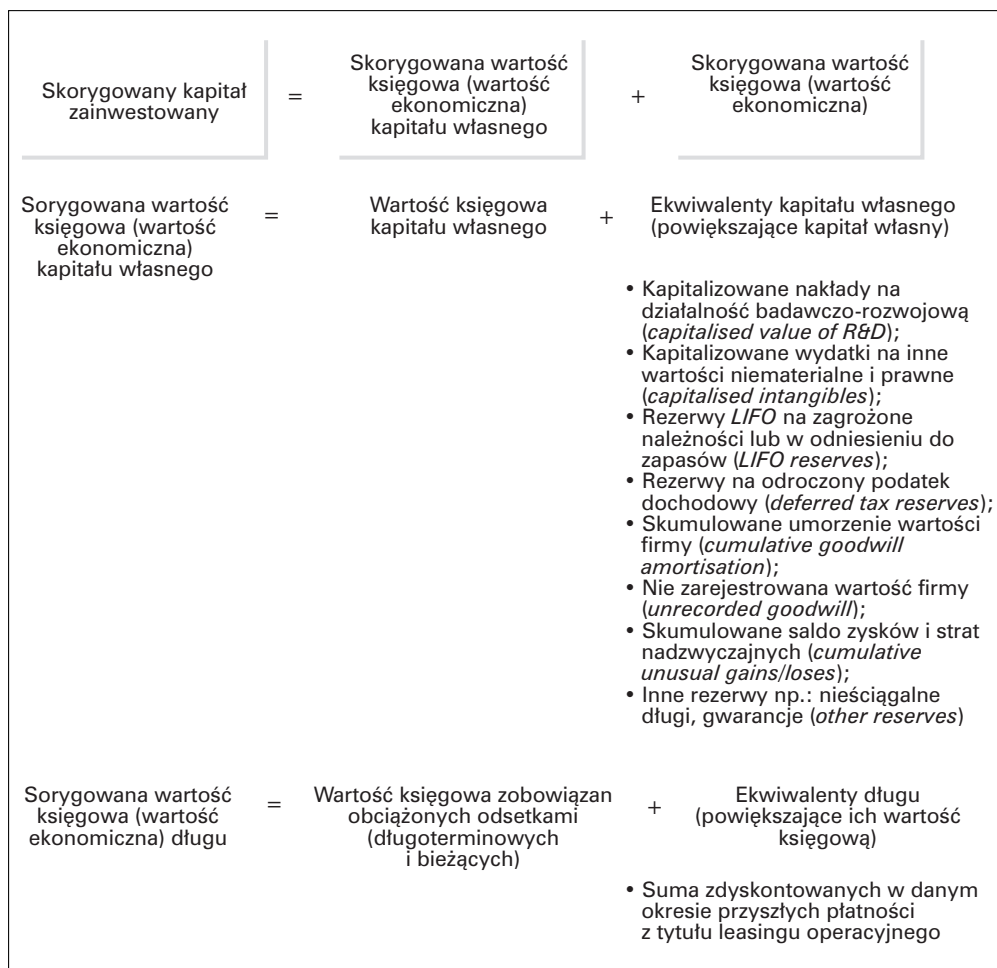 Skorygowany kapitał
zainwestowany
=
Skorygowana wartość
księgowa (wartość
ekonomiczna)
kapitału własnego
+
Skorygowana wartość
księgowa (wartość
ekonomiczna)
Sorygowana wartość
księgowa (wartość
ekonomiczna)
kapitału własnego
=
Wartość księgowa
kapitału własnego
+
Ekwiwalenty kapitału własnego
(powiększające kapitał własny)
• Kapitalizowane nakłady na
działalność badawczo-rozwojową
(capitalised value of R&D);
• Kapitalizowane wydatki na inne
wartości niematerialne i prawne
(capitalised intangibles);
• Rezerwy LIFO na zagrożone
należności lub w odniesieniu do
zapasów (LIFO reserves);
• Rezerwy na odroczony podatek
dochodowy (deferred tax reserves);
• Skumulowane umorzenie wartości
firmy (cumulative goodwill
amortisation);
• Nie zarejestrowana wartość firmy
(unrecorded goodwill);
• Skumulowane saldo zysków i strat
nadzwyczajnych (cumulative
unusual gains/loses);
• Inne rezerwy np.: nieściągalne
długi, gwarancje (other reserves)
Sorygowana wartość
księgowa (wartość
ekonomiczna) długu
=
Wartość księgowa zobowiązan
obciążonych odsetkami
(długoterminowych
i bieżących)
+
Ekwiwalenty długu
(powiększające ich wartość
księgową)
• Suma zdyskontowanych w danym
okresie przyszłych płatności
z tytułu leasingu operacyjnego